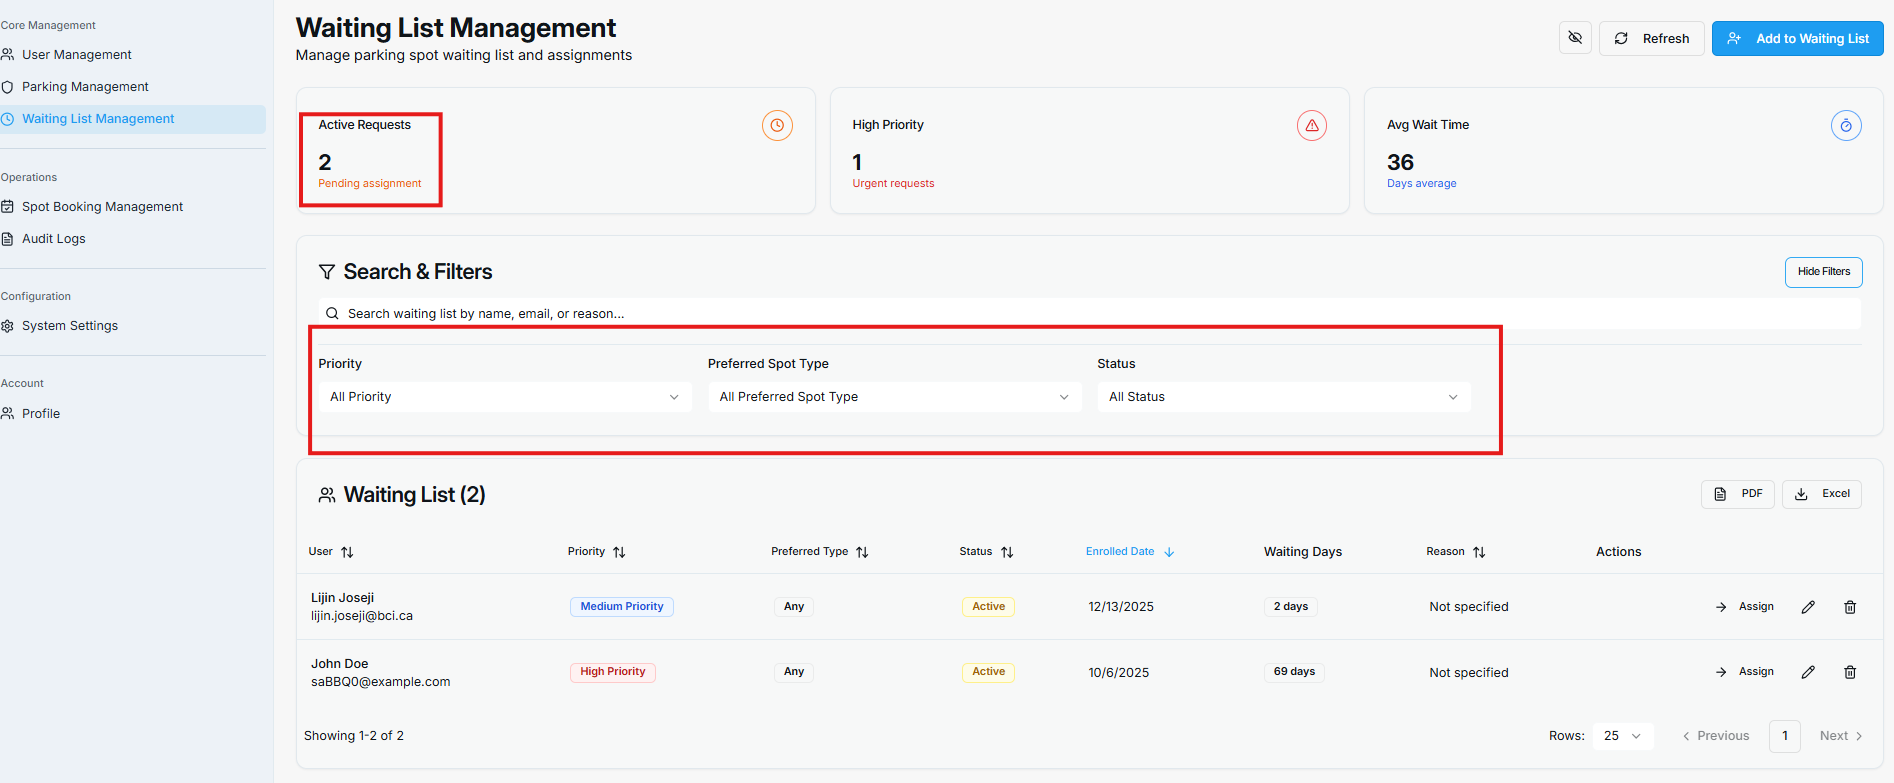 Core Management
User Management
Parking Management
Waiting List Management
Operations
Spot Booking Management
Audit Logs
Configuration
System Settings
Account
Profile
Waiting List Management
Manage parking spot waiting list and assignments
Refresh
Add to Waiting List
Active Requests
2
Pending assignment
High Priority
1
Urgent requests
Avg Wait Time
36
Days average
Search & Filters
Hide Filters
Search waiting list by name, email, or reason...
Priority Preferred Spot Type Status
All Priority All Preferred Spot Type All Status
Waiting List (2)
PDF Excel
User Priority Preferred Type Status Enrolled Date Waiting Days Reason Actions
Lijin Joseji
lijin.joseji@bci.ca
Medium Priority Any Active 12/13/2025 2 days Not specified Assign
John Doe
saBBQ0@example.com
High Priority Any Active 10/6/2025 69 days Not specified Assign
Showing 1-2 of 2
Rows: 25 Previous 1 Next